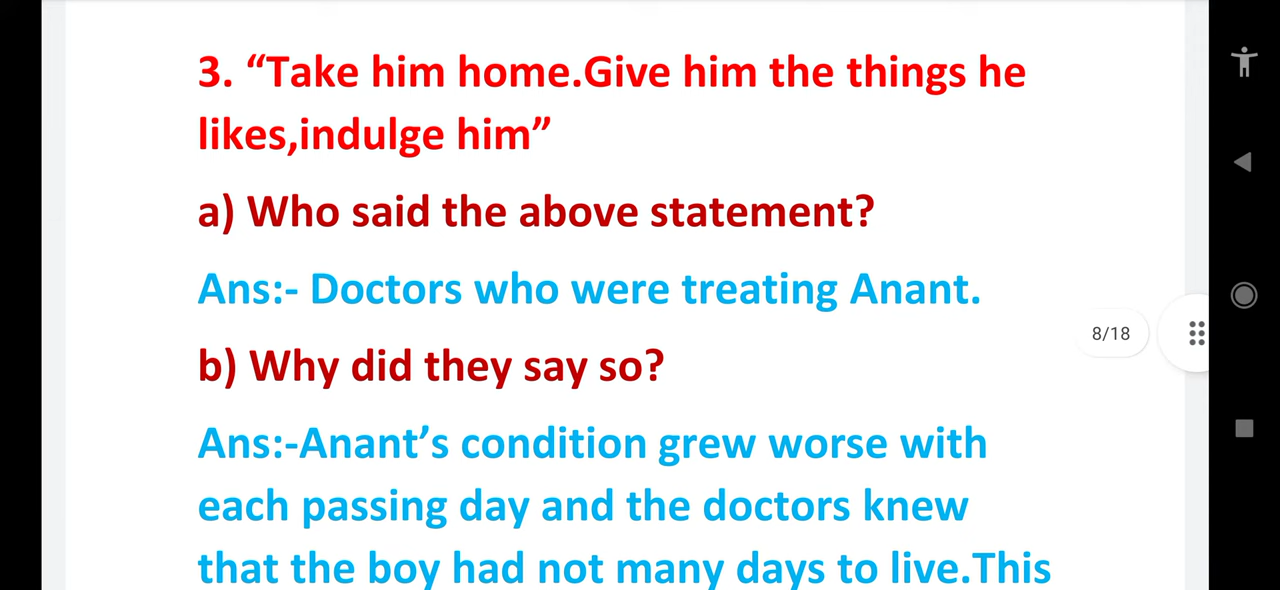 3. “Take him home.Give him the things he
likes,indulge him”
a) Who said the above statement?
Ans:- Doctors who were treating Anant.
b) Why did they say so?
8/18
Ans:-Anant’s condition grew worse with
each passing day and the doctors knew
that the boy had not many days to live.This